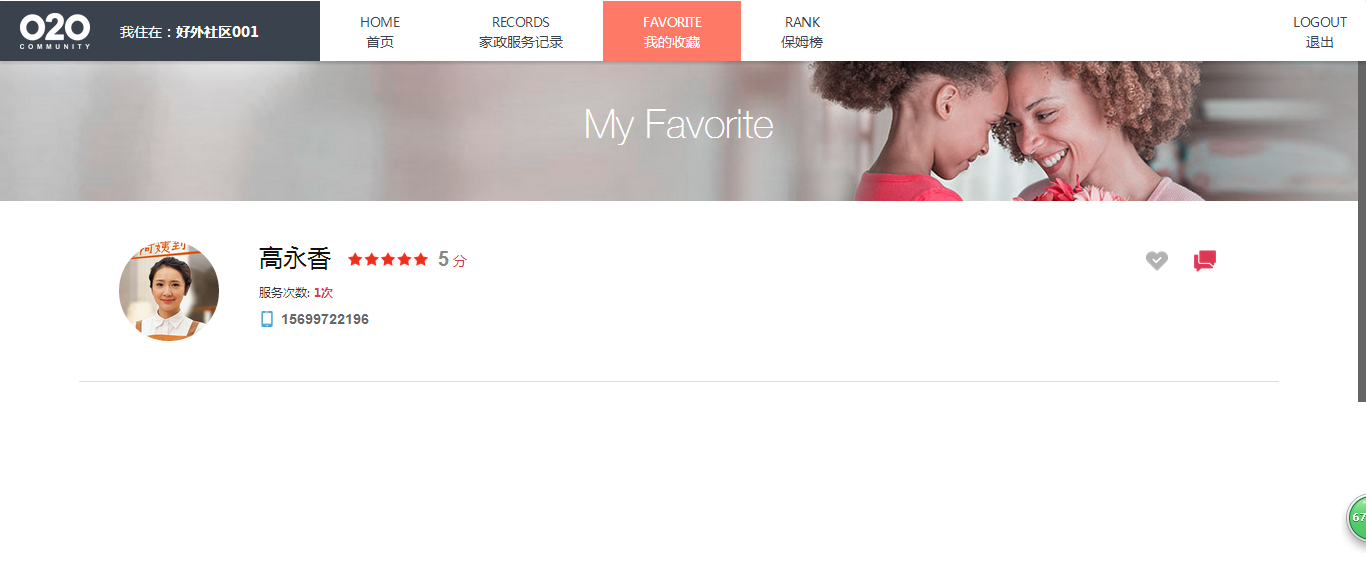 O2O
COMMUNITY
我住在：好外社区001
HOME
首页
RECORDS
家政服务记录
FAVORITE
我的收藏
RANK
保姆榜
LOGOUT
退出
My Favorite
阿姨到
高永香 5 分
服务次数: 1次
15699722196
67